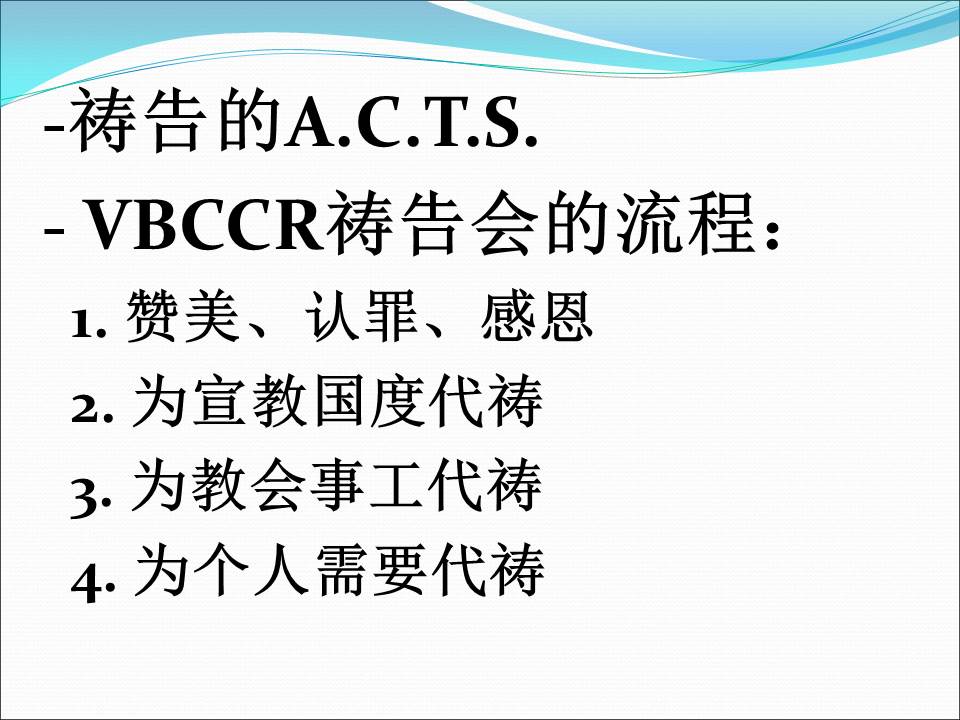 -祷告的A.C.T.S.
- VBCCR祷告会的流程：
1. 赞美、认罪、感恩
2. 为宣教国度代祷
3. 为教会事工代祷
4. 为个人需要代祷